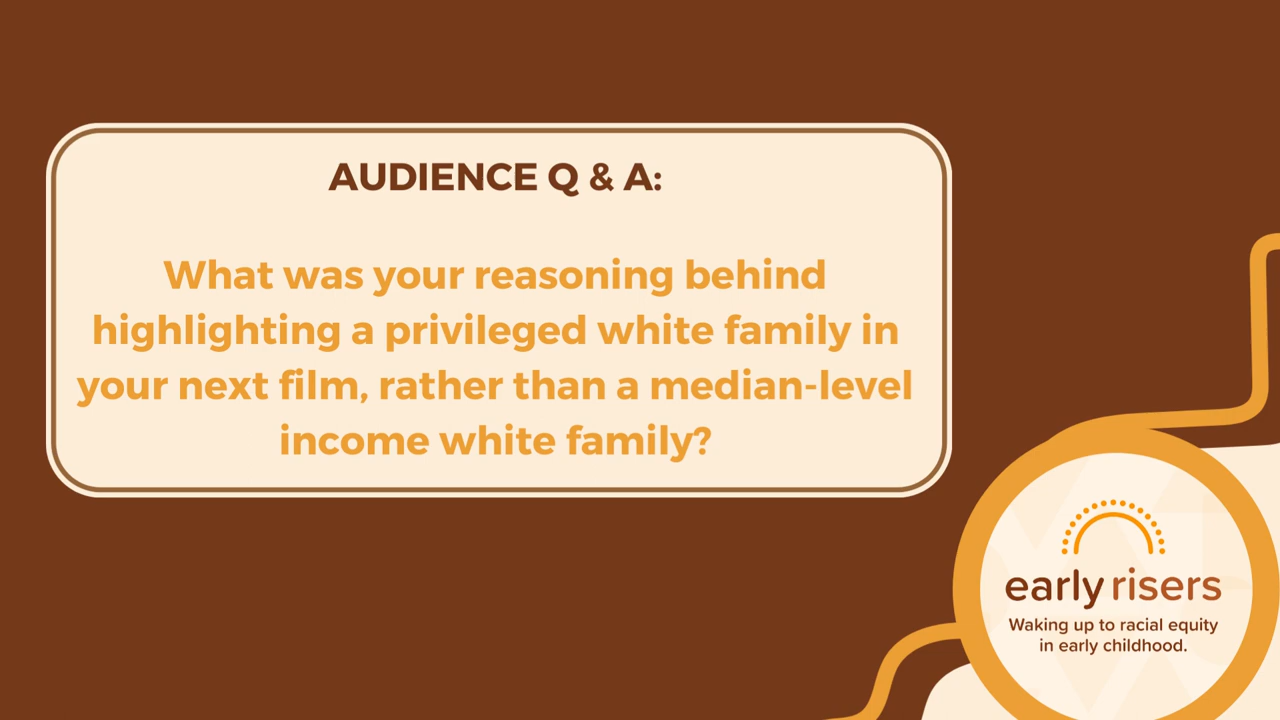 AUDIENCE Q & A:
What was your reasoning behind
highlighting a privileged white family in
your next film, rather than a median-level
income white family?
early risers
Waking up to racial equity
in early childhood.